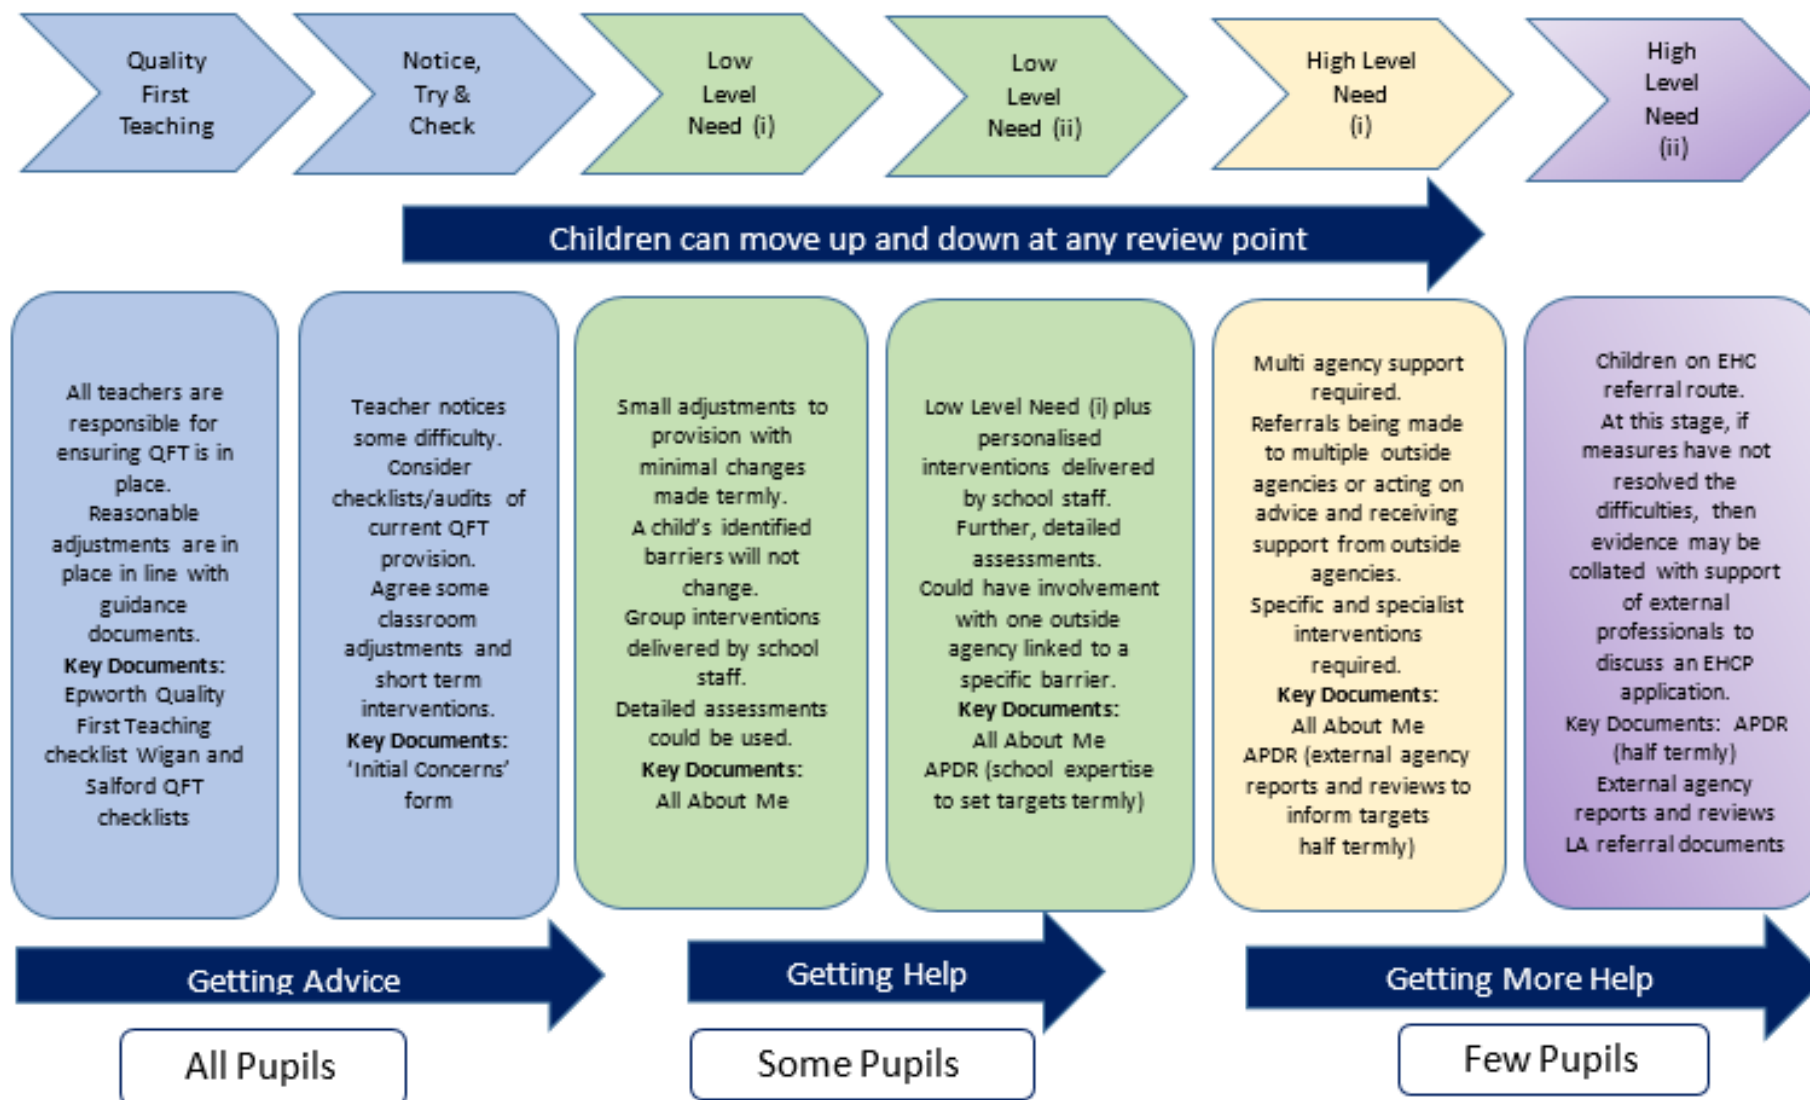 Quality
First
Teaching
Notice,
Try &
Check
Low
Level
Need (i)
Low
Level
Need (ii)
High Level
Need
(i)
High
Level
Need
(ii)
Children can move up and down at any review point
All teachers are
responsible for
ensuring QFT is in
place.
Reasonable
adjustments are in
place in line with
guidance
documents.
Key Documents:
Epworth Quality
First Teaching
checklist Wigan and
Salford QFT
checklists
Teacher notices
some difficulty.
Consider
checklists/audits of
current QFT
provision.
Agree some
classroom
adjustments and
short term
interventions.
Key Documents:
'Initial Concerns'
form
Small adjustments to
provision with
minimal changes
made termly.
A child's identified
barriers will not
change.
Group interventions
delivered by school
staff.
Detailed assessments
could be used.
Key Documents:
All About Me
Low Level Need (i) plus
personalised
interventions delivered
by school staff.
Further, detailed
assessments.
Could have involvement
with one outside
agency linked to a
specific barrier.
Key Documents:
All About Me
APDR (school expertise
to set targets termly)
Multi agency support
required.
Referrals being made
to multiple outside
agencies or acting on
advice and receiving
support from outside
agencies.
Specific and specialist
interventions
required.
Key Documents:
All About Me
APDR (external agency
reports and reviews to
inform targets
half termly)
Children on EHC
referral route.
At this stage, if
measures have not
resolved the
difficulties, then
evidence may be
collated with support
of external
professionals to
discuss an EHCP
application.
Key Documents: APDR
(half termly)
External agency
reports and reviews
LA referral documents
Getting Advice
Getting Help
Getting More Help
All Pupils
Some Pupils
Few Pupils